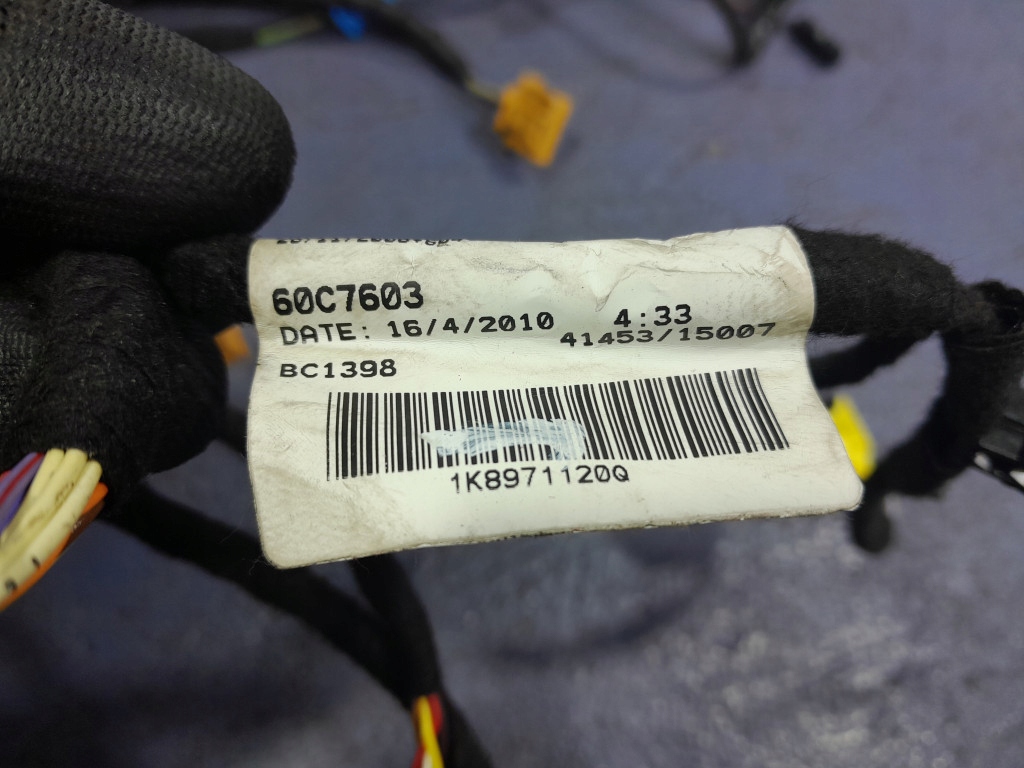 60C7603
DATE: 16/4/2010 4:33
41453/15007
BC1398
1K8971120Q